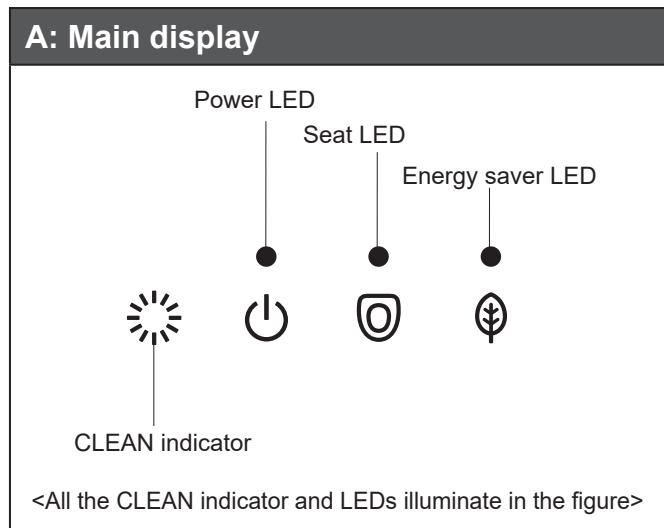 A: Main display
Power LED
Seat LED
Energy saver LED
CLEAN indicator
<All the CLEAN indicator and LEDs illuminate in the figure>